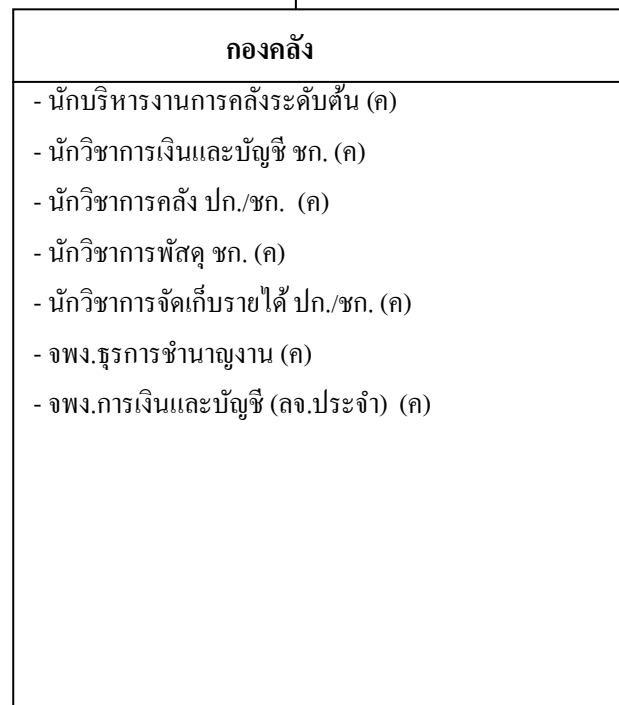 กองคลัง
- นักบริหารงานการคลังระดับต้น (ค)
- นักวิชาการเงินและบัญชี ชก. (ค)
- นักวิชาการคลัง ปก./ชก. (ค)
- นักวิชาการพัสดุ ชก. (ค)
- นักวิชาการจัดเก็บรายได้ ปก./ชก. (ค)
- จพง.ธุรการชำนาญงาน (ค)
- จพง.การเงินและบัญชี (ลจ.ประจำ) (ค)